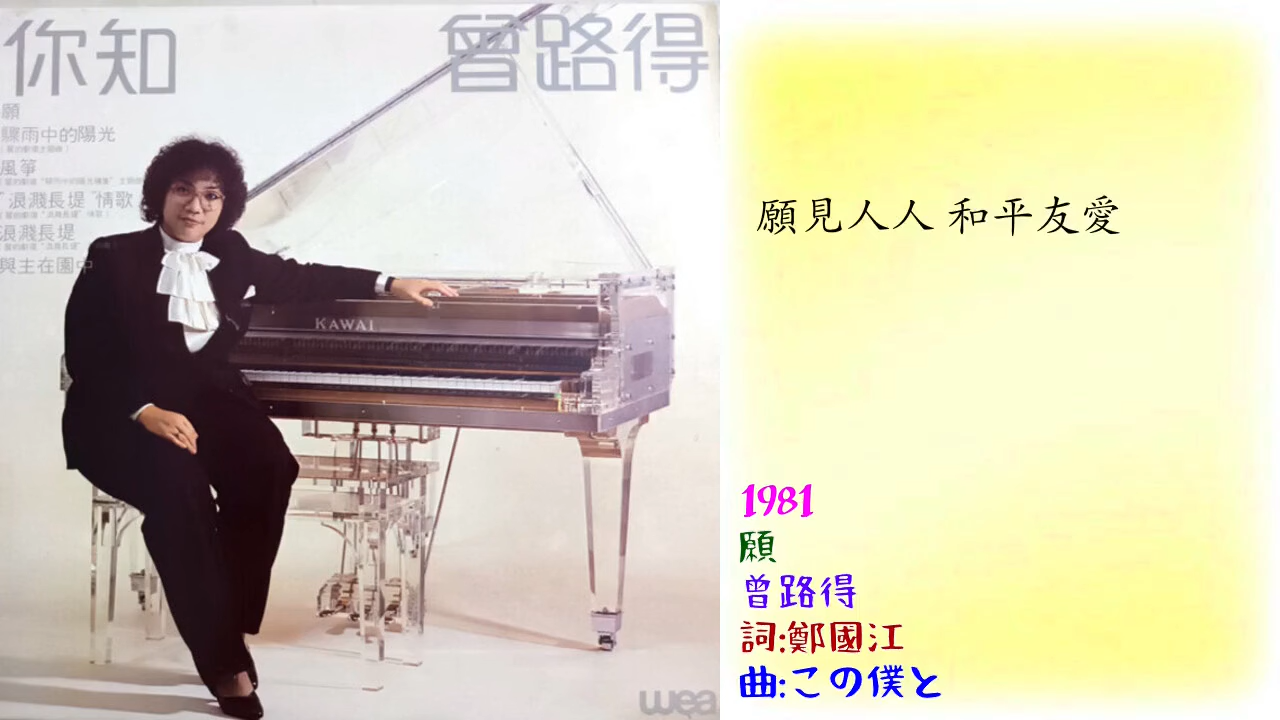 你知
曾路得
願
驟雨中的陽光
風箏
"浪濺長堤"情歌
浪濺長堤
與主在園中
KAWAI
wea
願見人人 和平友愛
1981
願
曾路得
詞:鄭國江
曲:この僕と